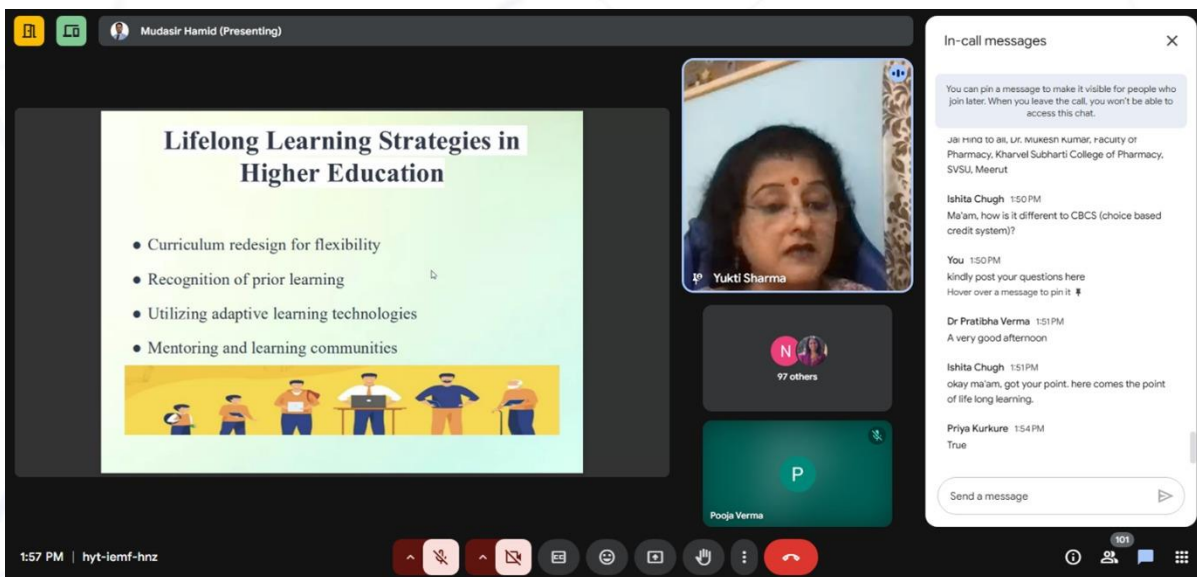 Mudasir Hamid (Presenting)
Lifelong Learning Strategies in
Higher Education
● Curriculum redesign for flexibility
● Recognition of prior learning
● Utilizing adaptive learning technologies
● Mentoring and learning communities
Yukti Sharma
N
97 others
P
Pooja Verma
In-call messages
You can pin a message to make it visible for people who
join later. When you leave the call, you won't be able to
access this chat.
Jai Hind to all, Dr. Mukesh Kumar, Faculty of
Pharmacy, Kharvel Subharti College of Pharmacy,
SVSU, Meerut
Ishita Chugh 1:50 PM
Ma'am, how is it different to CBCS (choice based
credit system)?
You 1:50 PM
kindly post your questions here
Hover over a message to pin it
Dr Pratibha Verma 1:51 PM
A very good afternoon
Ishita Chugh 1:51 PM
okay ma'am, got your point. here comes the point
of life long learning.
Priya Kurkure 1:54 PM
True
Send a message
1:57 PM | hyt-iemf-hnz
101